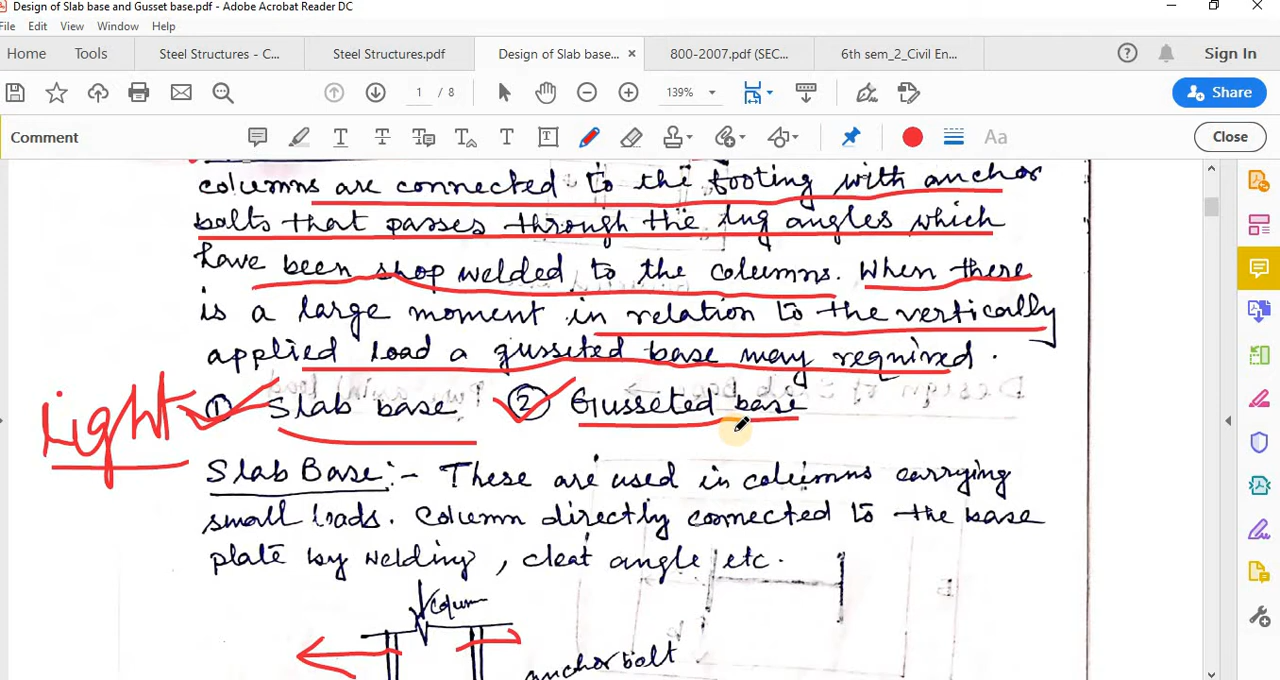 Design of Slab base and Gusset base.pdf - Adobe Acrobat Reader DC
File Edit View Window Help
Home Tools Steel Structures - C... Steel Structures.pdf Design of Slab base... × 800-2007.pdf (SEC... 6th sem_2_Civil En... Sign In
1 / 8 139% Share
Comment Aa Close
columns are connected to the footing with anchor
bolts that passes through the lug angles which
have been shop welded to the columns. When there
is a large moment in relation to the vertically
applied load a gusseted base may required.
light ① Slab base ② Gusseted base
Slab Base:- These are used in columns carrying
small loads. Column directly connected to the base
plate by welding, cleat angle etc.
Column
anchor bolt